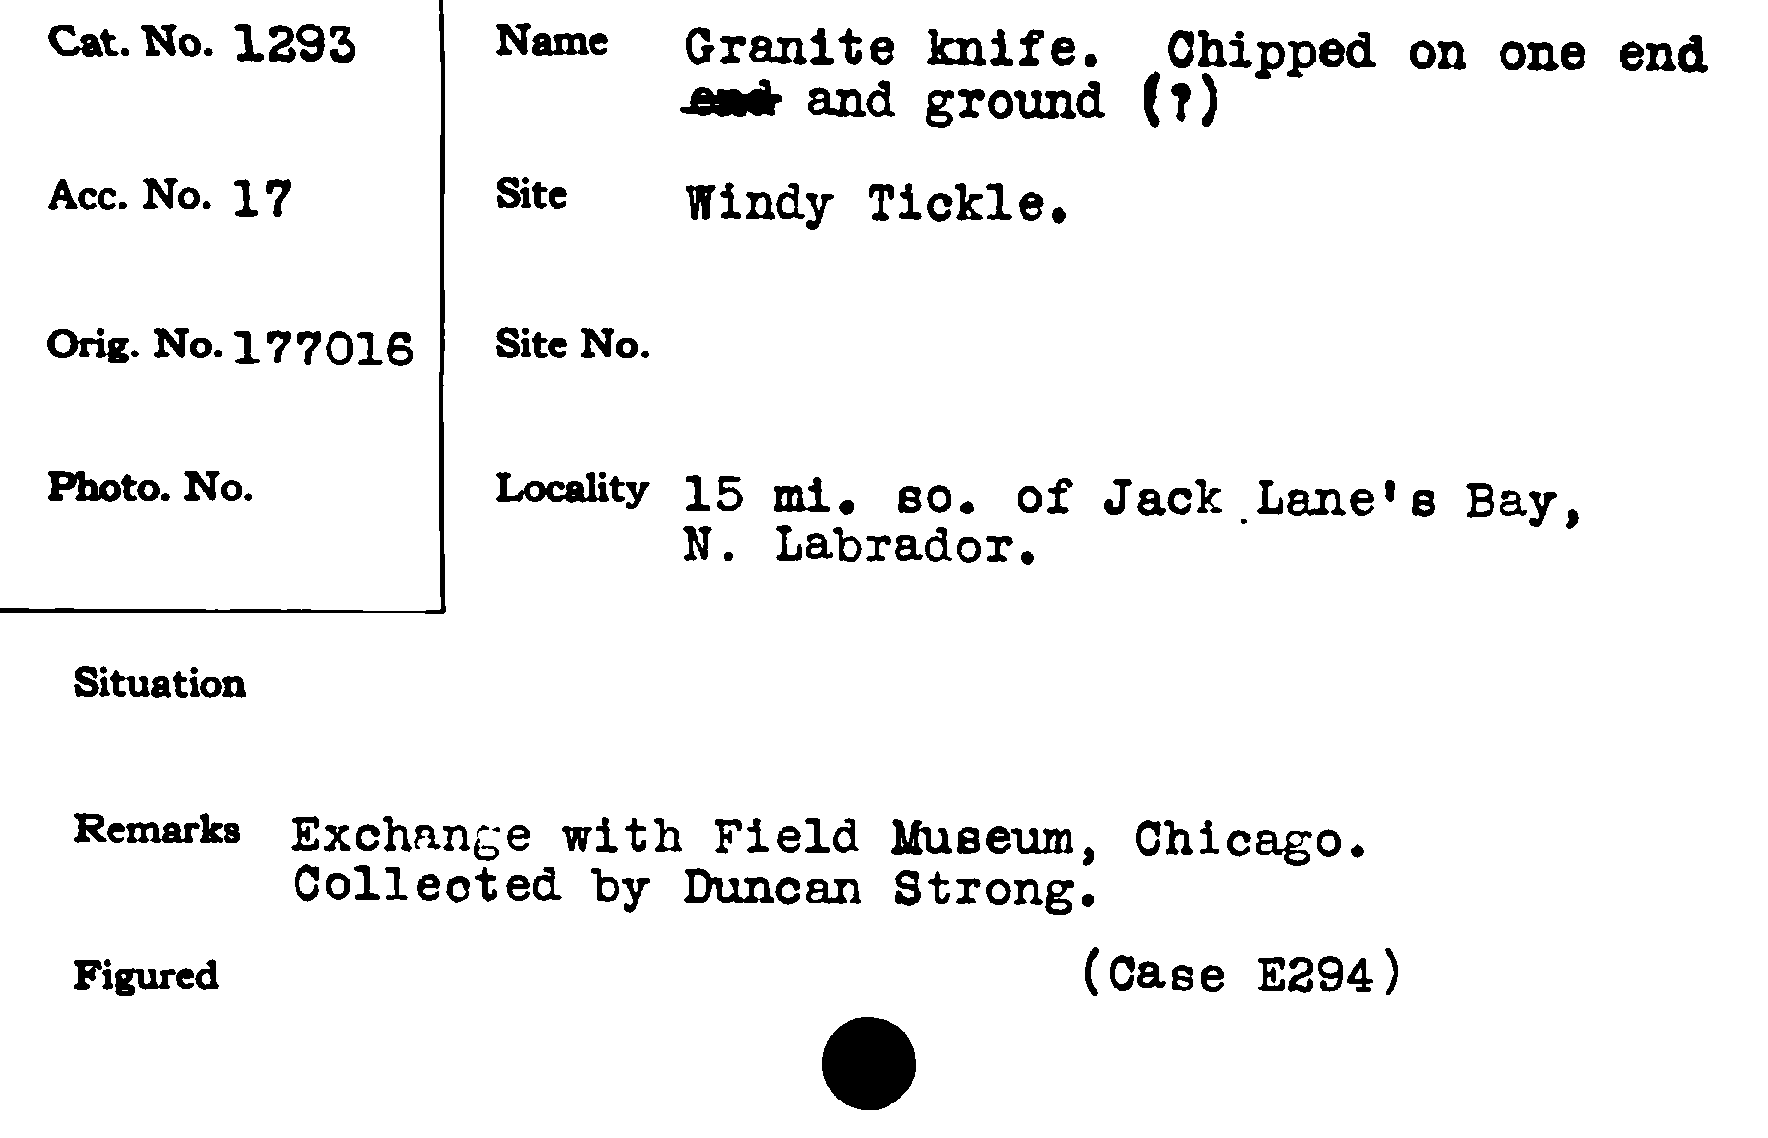 Cat. No. 1293
Name Granite knife. Chipped on one end
end and ground (?)
Acc. No. 17
Site Windy Tickle.
Orig. No. 177016
Site No.
Photo. No.
Locality 15 mi. so. of Jack Lane's Bay,
N. Labrador.
Situation
Remarks Exchange with Field Museum, Chicago.
Collected by Duncan Strong.
Figured
(Case E294)